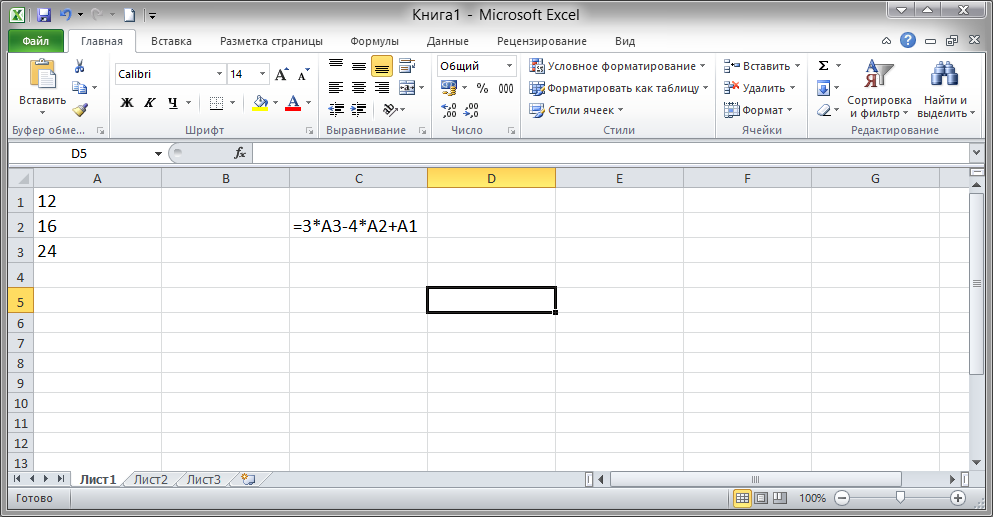 Книга1 - Microsoft Excel
Файл Главная Вставка Разметка страницы Формулы Данные Рецензирование Вид
Вставить
Буфер обме...
Calibri 14
Ж К Ч А
Шрифт
Выравнивание
Общий
% 000
Число
Условное форматирование
Форматировать как таблицу
Стили ячеек
Стили
Вставить
Удалить
Формат
Ячейки
Σ
Сортировка
и фильтр
Найти и
выделить
Редактирование
D5 fx
A B C D E F G
1 12
2 16 =3*A3-4*A2+A1
3 24
4
5
6
7
8
9
10
11
12
13
Лист1 Лист2 Лист3
Готово 100%